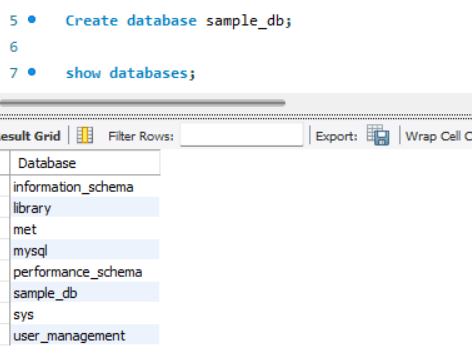 5 Create database sample_db;
6
7 show databases;
esult Grid Filter Rows: Export: Wrap Cell C
Database
information_schema
library
met
mysql
performance_schema
sample_db
sys
user_management